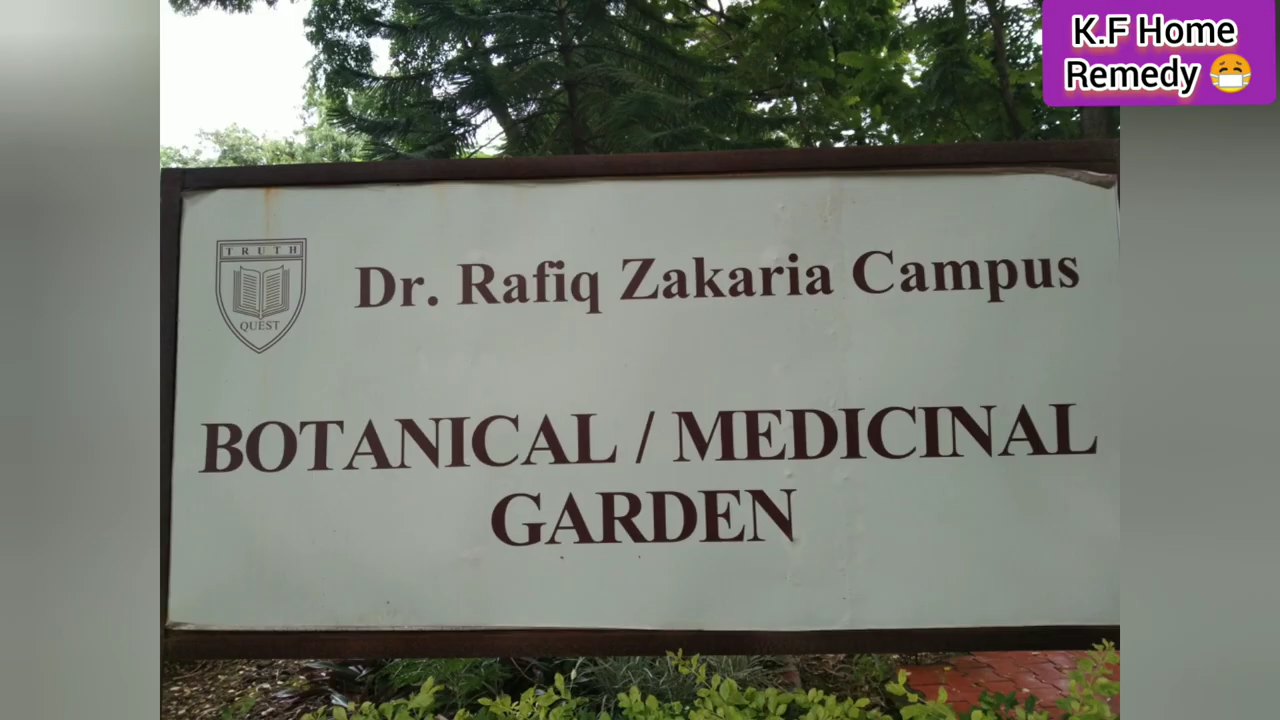 K.F Home
Remedy 😷
TRUTH
QUEST
Dr. Rafiq Zakaria Campus
BOTANICAL / MEDICINAL
GARDEN